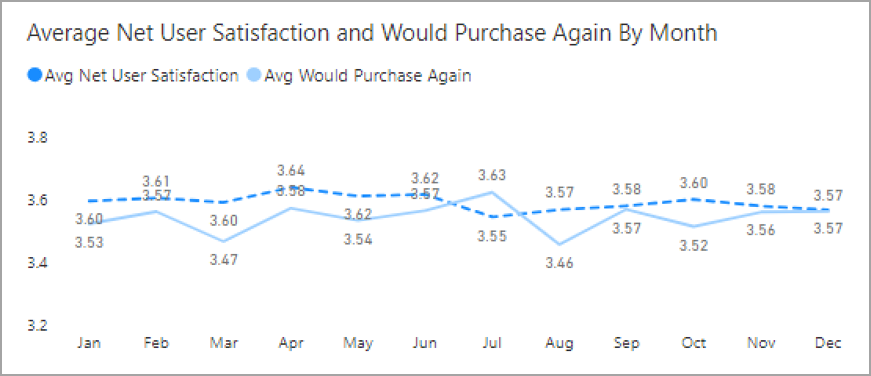 Average Net User Satisfaction and Would Purchase Again By Month
Avg Net User Satisfaction Avg Would Purchase Again
3.8
3.64 3.63
3.61 3.62
3.57 3.58 3.57 3.57 3.58 3.60 3.58 3.57
3.6
3.60 3.60 3.62
3.53 3.54 3.55 3.57 3.52 3.56 3.57
3.47 3.46
3.4
3.2
Jan Feb Mar Apr May Jun Jul Aug Sep Oct Nov Dec